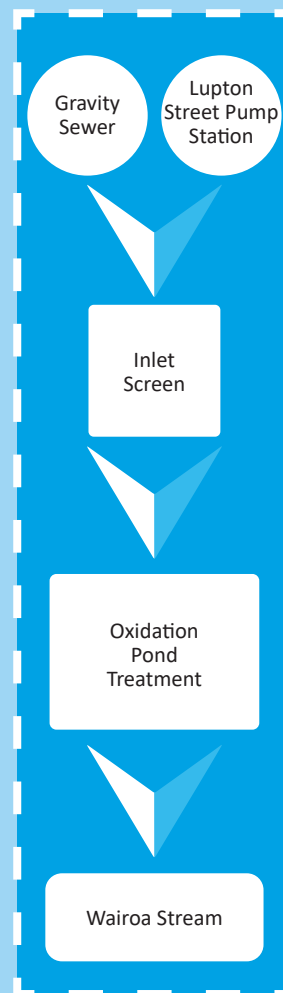 Gravity
Sewer
Lupton
Street Pump
Station
Inlet
Screen
Oxidation
Pond
Treatment
Wairoa Stream